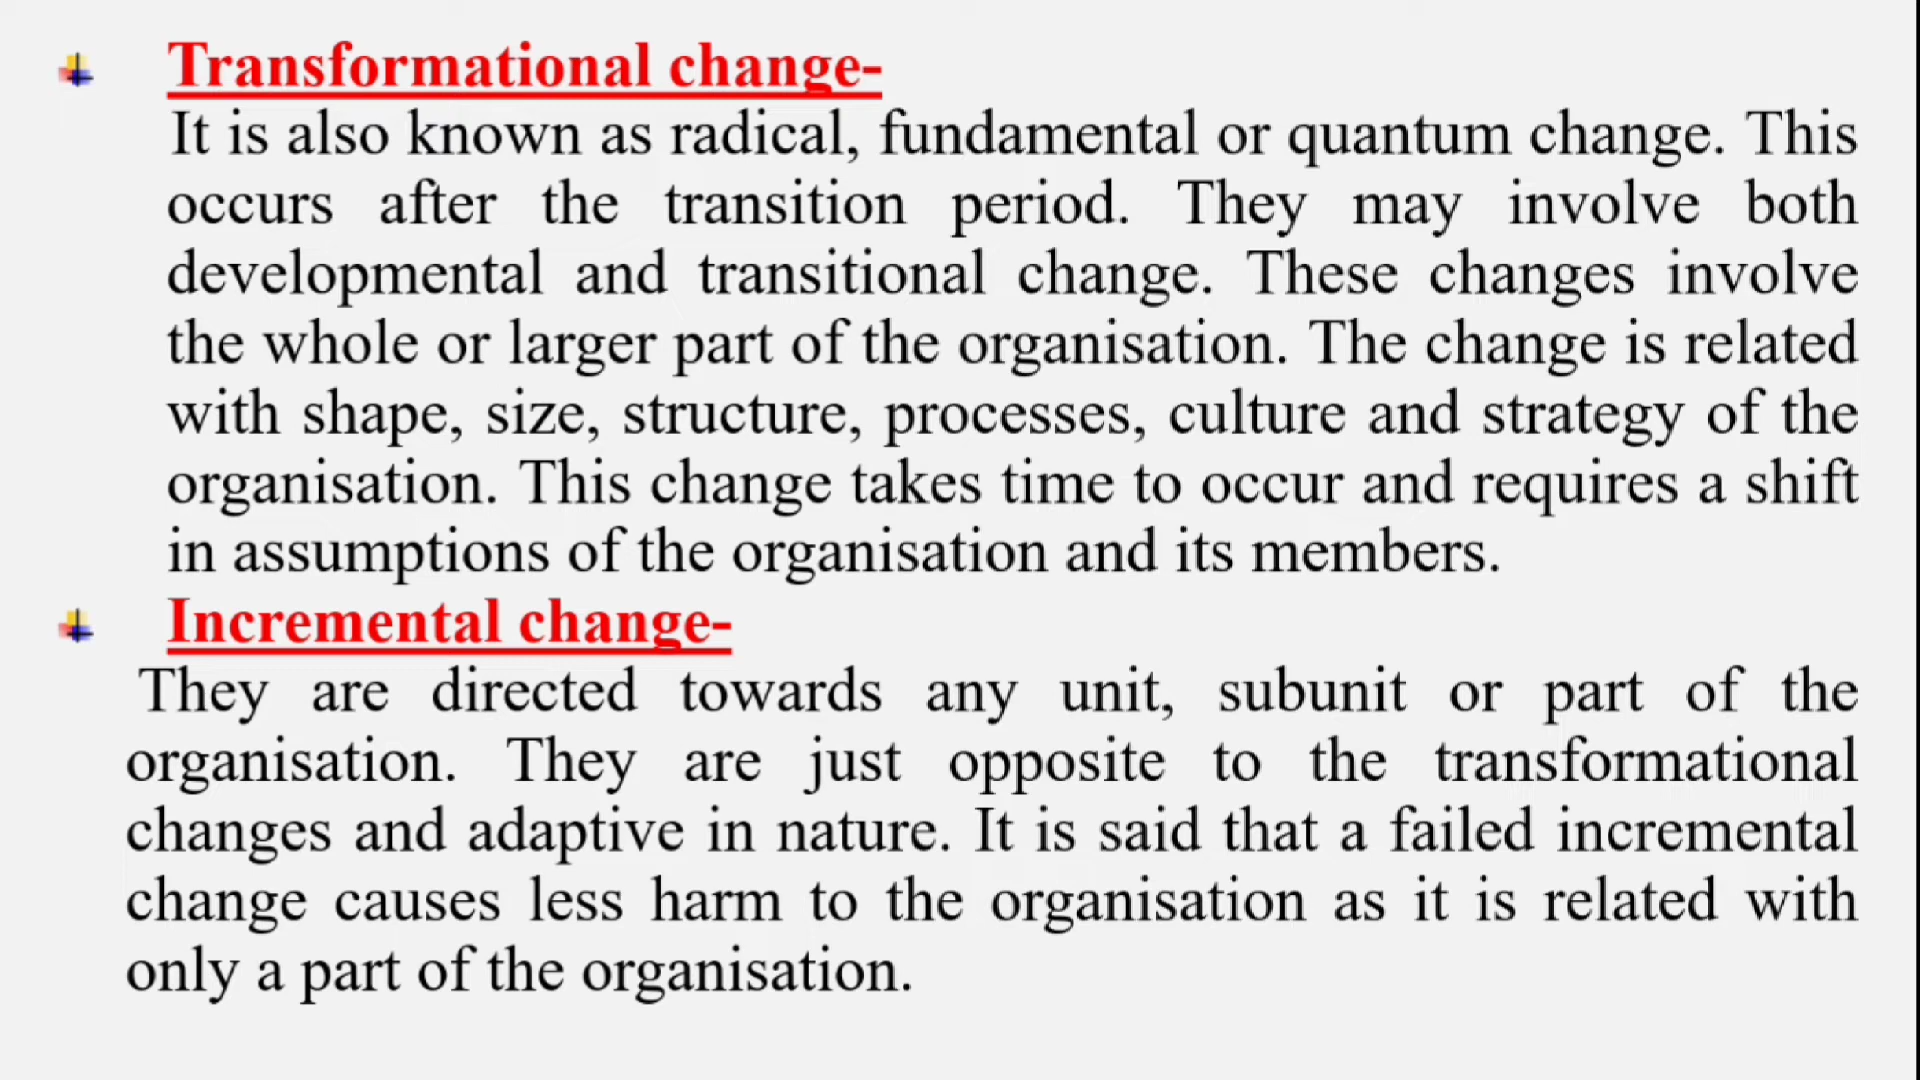 Transformational change-
It is also known as radical, fundamental or quantum change. This
occurs after the transition period. They may involve both
developmental and transitional change. These changes involve
the whole or larger part of the organisation. The change is related
with shape, size, structure, processes, culture and strategy of the
organisation. This change takes time to occur and requires a shift
in assumptions of the organisation and its members.
Incremental change-
They are directed towards any unit, subunit or part of the
organisation. They are just opposite to the transformational
changes and adaptive in nature. It is said that a failed incremental
change causes less harm to the organisation as it is related with
only a part of the organisation.